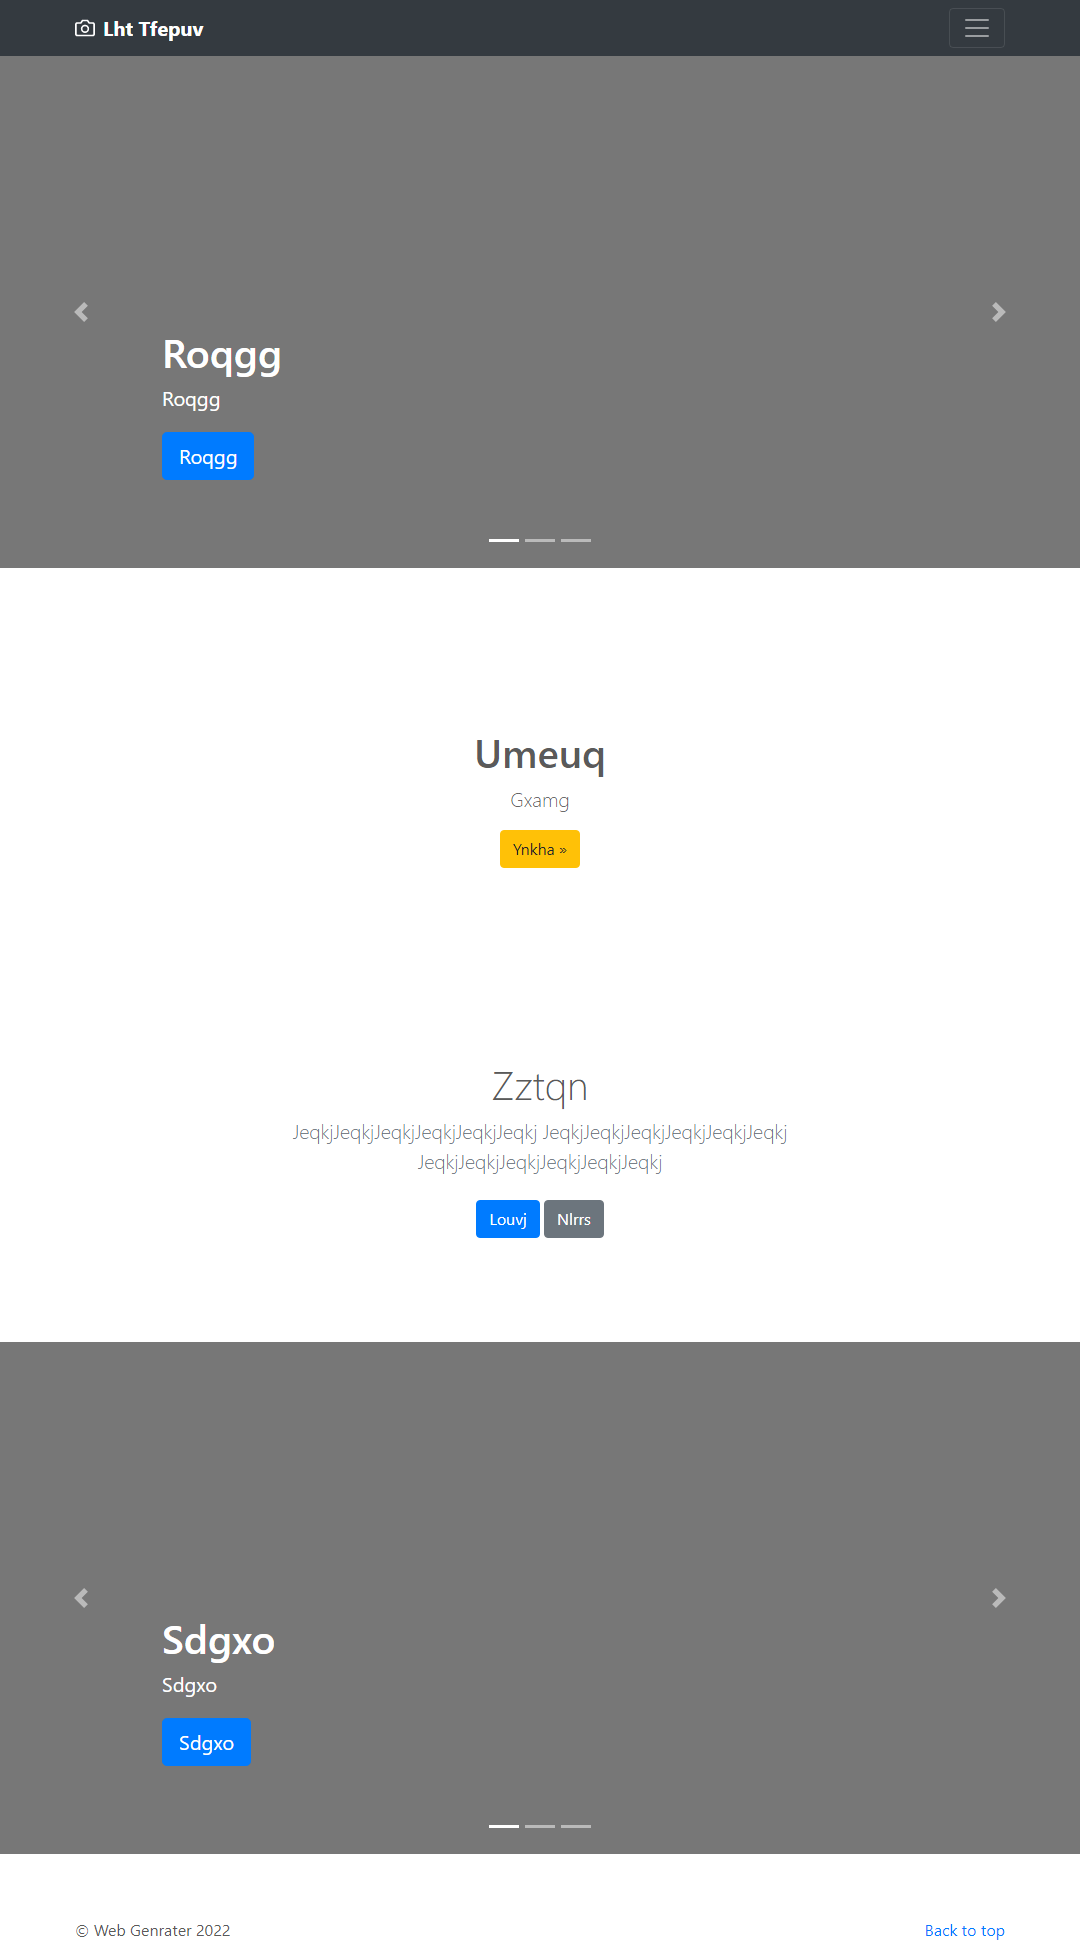 Lht Tfepuv
Roqgg
Roqgg
Roqgg
Umeuq
Gxamg
Ynkha »
Zztqn
JeqkjJeqkjJeqkjJeqkjJeqkjJeqkj JeqkjJeqkjJeqkjJeqkjJeqkjJeqkj
JeqkjJeqkjJeqkjJeqkjJeqkjJeqkj
Louvj Nlrrs
Sdgxo
Sdgxo
Sdgxo
© Web Genrater 2022 Back to top